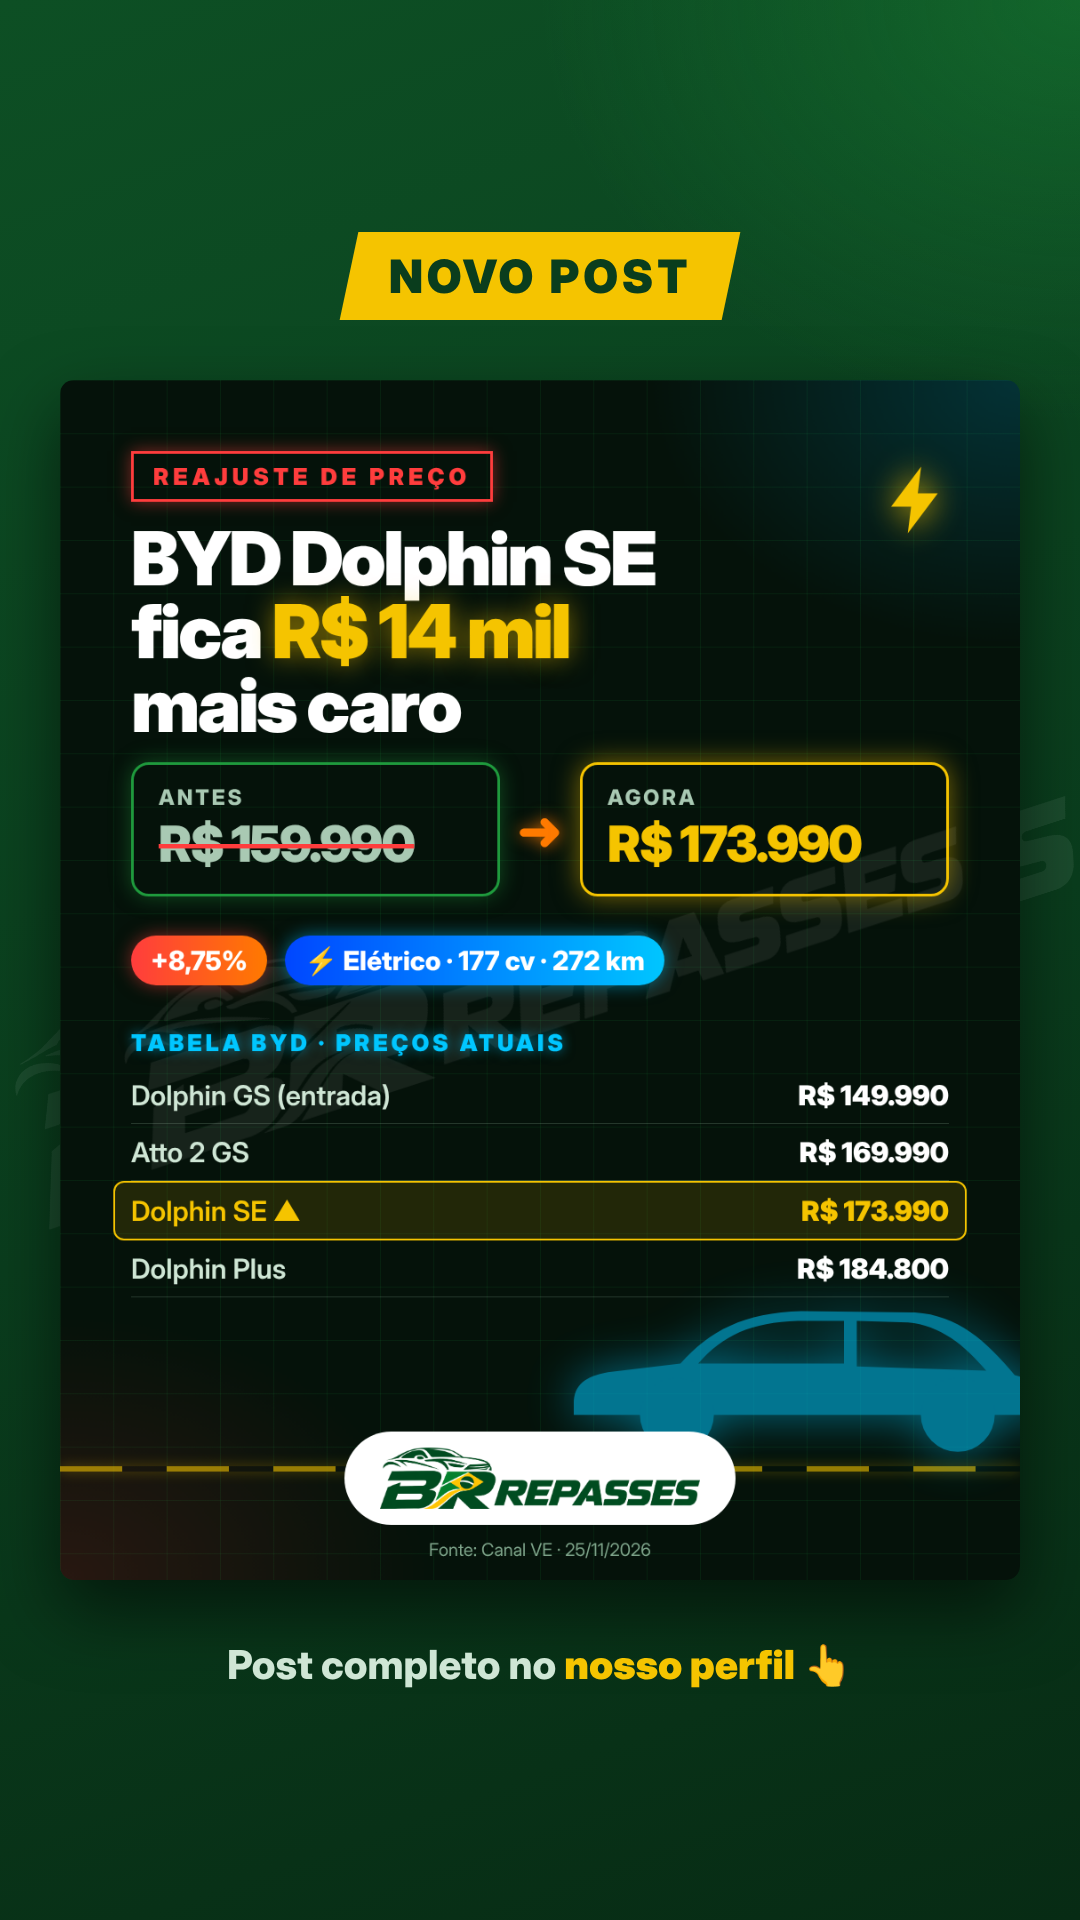 NOVO POST
REAJUSTE DE PREÇO
BYD Dolphin SE
fica R$ 14 mil
mais caro
ANTES
R$ 159.990
➜
AGORA
R$ 173.990
+8,75%
⚡ Elétrico · 177 cv · 272 km
TABELA BYD · PREÇOS ATUAIS
Dolphin GS (entrada) R$ 149.990
Atto 2 GS R$ 169.990
Dolphin SE ▲ R$ 173.990
Dolphin Plus R$ 184.800
BR REPASSES
BR REPASSES
Fonte: Canal VE · 25/11/2026
Post completo no nosso perfil 👆